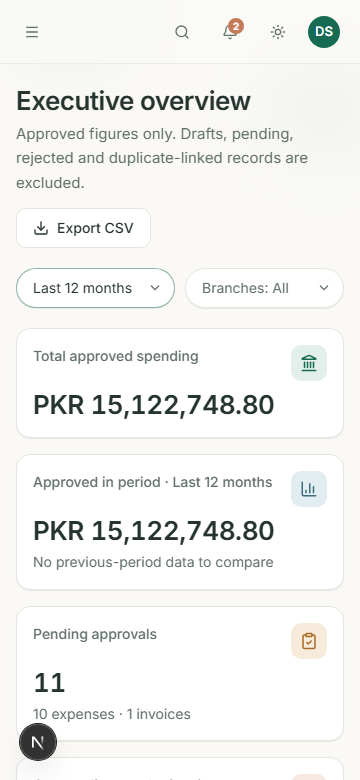 2
DS
Executive overview
Approved figures only. Drafts, pending,
rejected and duplicate-linked records are
excluded.
Export CSV
Last 12 months
Branches: All
Total approved spending
PKR 15,122,748.80
Approved in period · Last 12 months
PKR 15,122,748.80
No previous-period data to compare
Pending approvals
11
10 expenses · 1 invoices
N